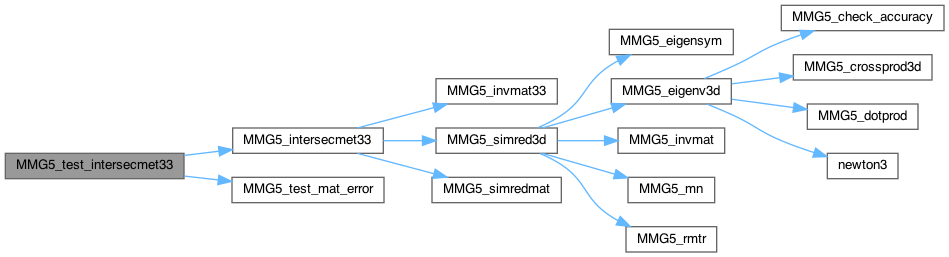 MMG5_test_intersecmet33
MMG5_intersecmet33
MMG5_test_mat_error
MMG5_invmat33
MMG5_simred3d
MMG5_simredmat
MMG5_eigensym
MMG5_eigenv3d
MMG5_invmat
MMG5_mn
MMG5_rmtr
MMG5_check_accuracy
MMG5_crossprod3d
MMG5_dotprod
newton3